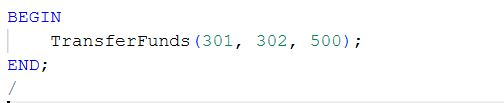 BEGIN
    TransferFunds(301, 302, 500);
END;
/